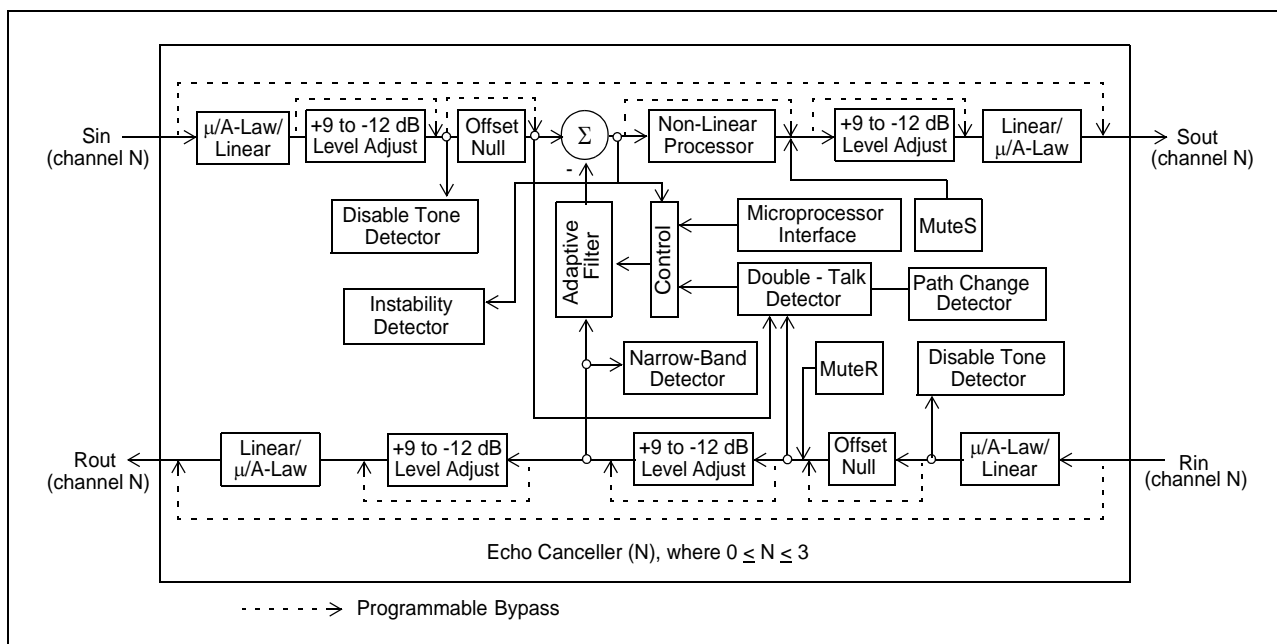 Sin
(channel N)
μ/A-Law/
Linear
+9 to -12 dB
Level Adjust
Offset
Null
Σ
-
Non-Linear
Processor
+9 to -12 dB
Level Adjust
Linear/
μ/A-Law
Sout
(channel N)
Disable Tone
Detector
Adaptive
Filter
Control
Microprocessor
Interface
MuteS
Instability
Detector
Double - Talk
Detector
Path Change
Detector
Narrow-Band
Detector
MuteR
Disable Tone
Detector
Rout
(channel N)
Linear/
μ/A-Law
+9 to -12 dB
Level Adjust
+9 to -12 dB
Level Adjust
Offset
Null
μ/A-Law/
Linear
Rin
(channel N)
Echo Canceller (N), where 0 ≤ N ≤ 3
Programmable Bypass